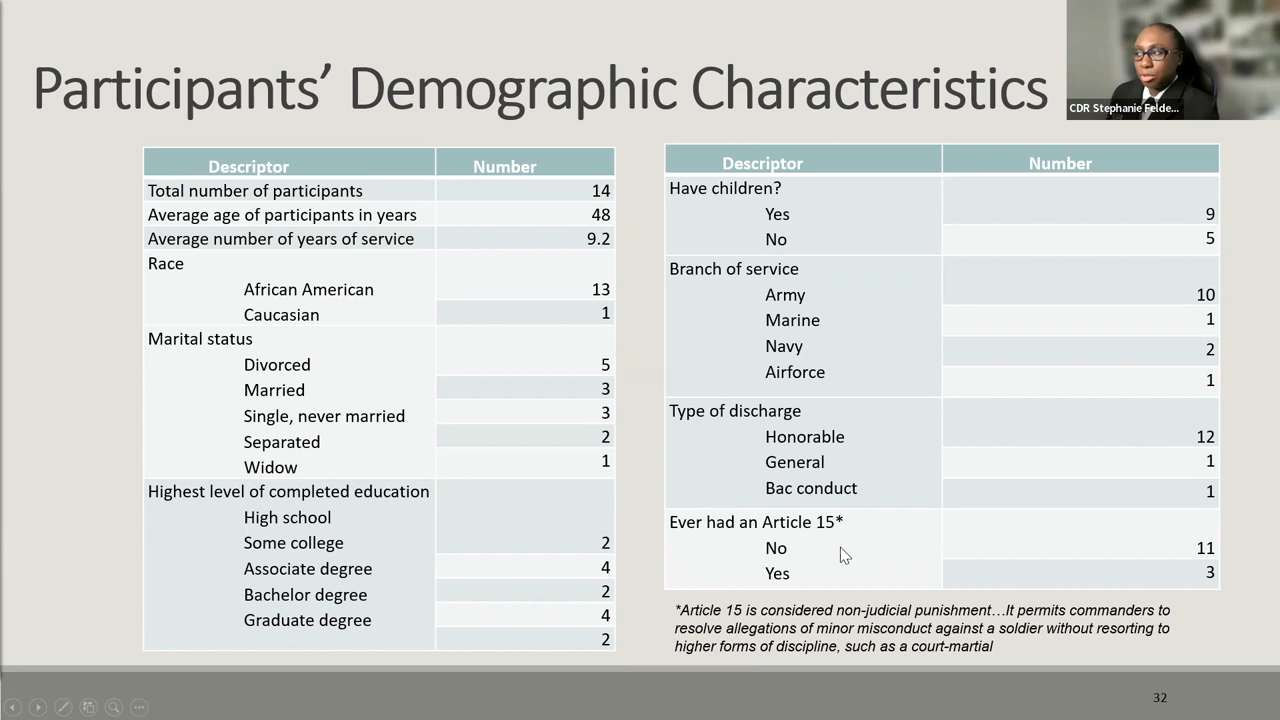 Participants’ Demographic Characteristics
CDR Stephanie Felde...
Descriptor Number
Total number of participants 14
Average age of participants in years 48
Average number of years of service 9.2
Race
African American 13
Caucasian 1
Marital status
Divorced 5
Married 3
Single, never married 3
Separated 2
Widow 1
Highest level of completed education
High school
Some college 2
Associate degree 4
Bachelor degree 2
Graduate degree 4
2
Descriptor Number
Have children?
Yes 9
No 5
Branch of service
Army 10
Marine 1
Navy 2
Airforce 1
Type of discharge
Honorable 12
General 1
Bac conduct 1
Ever had an Article 15*
No 11
Yes 3
*Article 15 is considered non-judicial punishment…It permits commanders to
resolve allegations of minor misconduct against a soldier without resorting to
higher forms of discipline, such as a court-martial
32